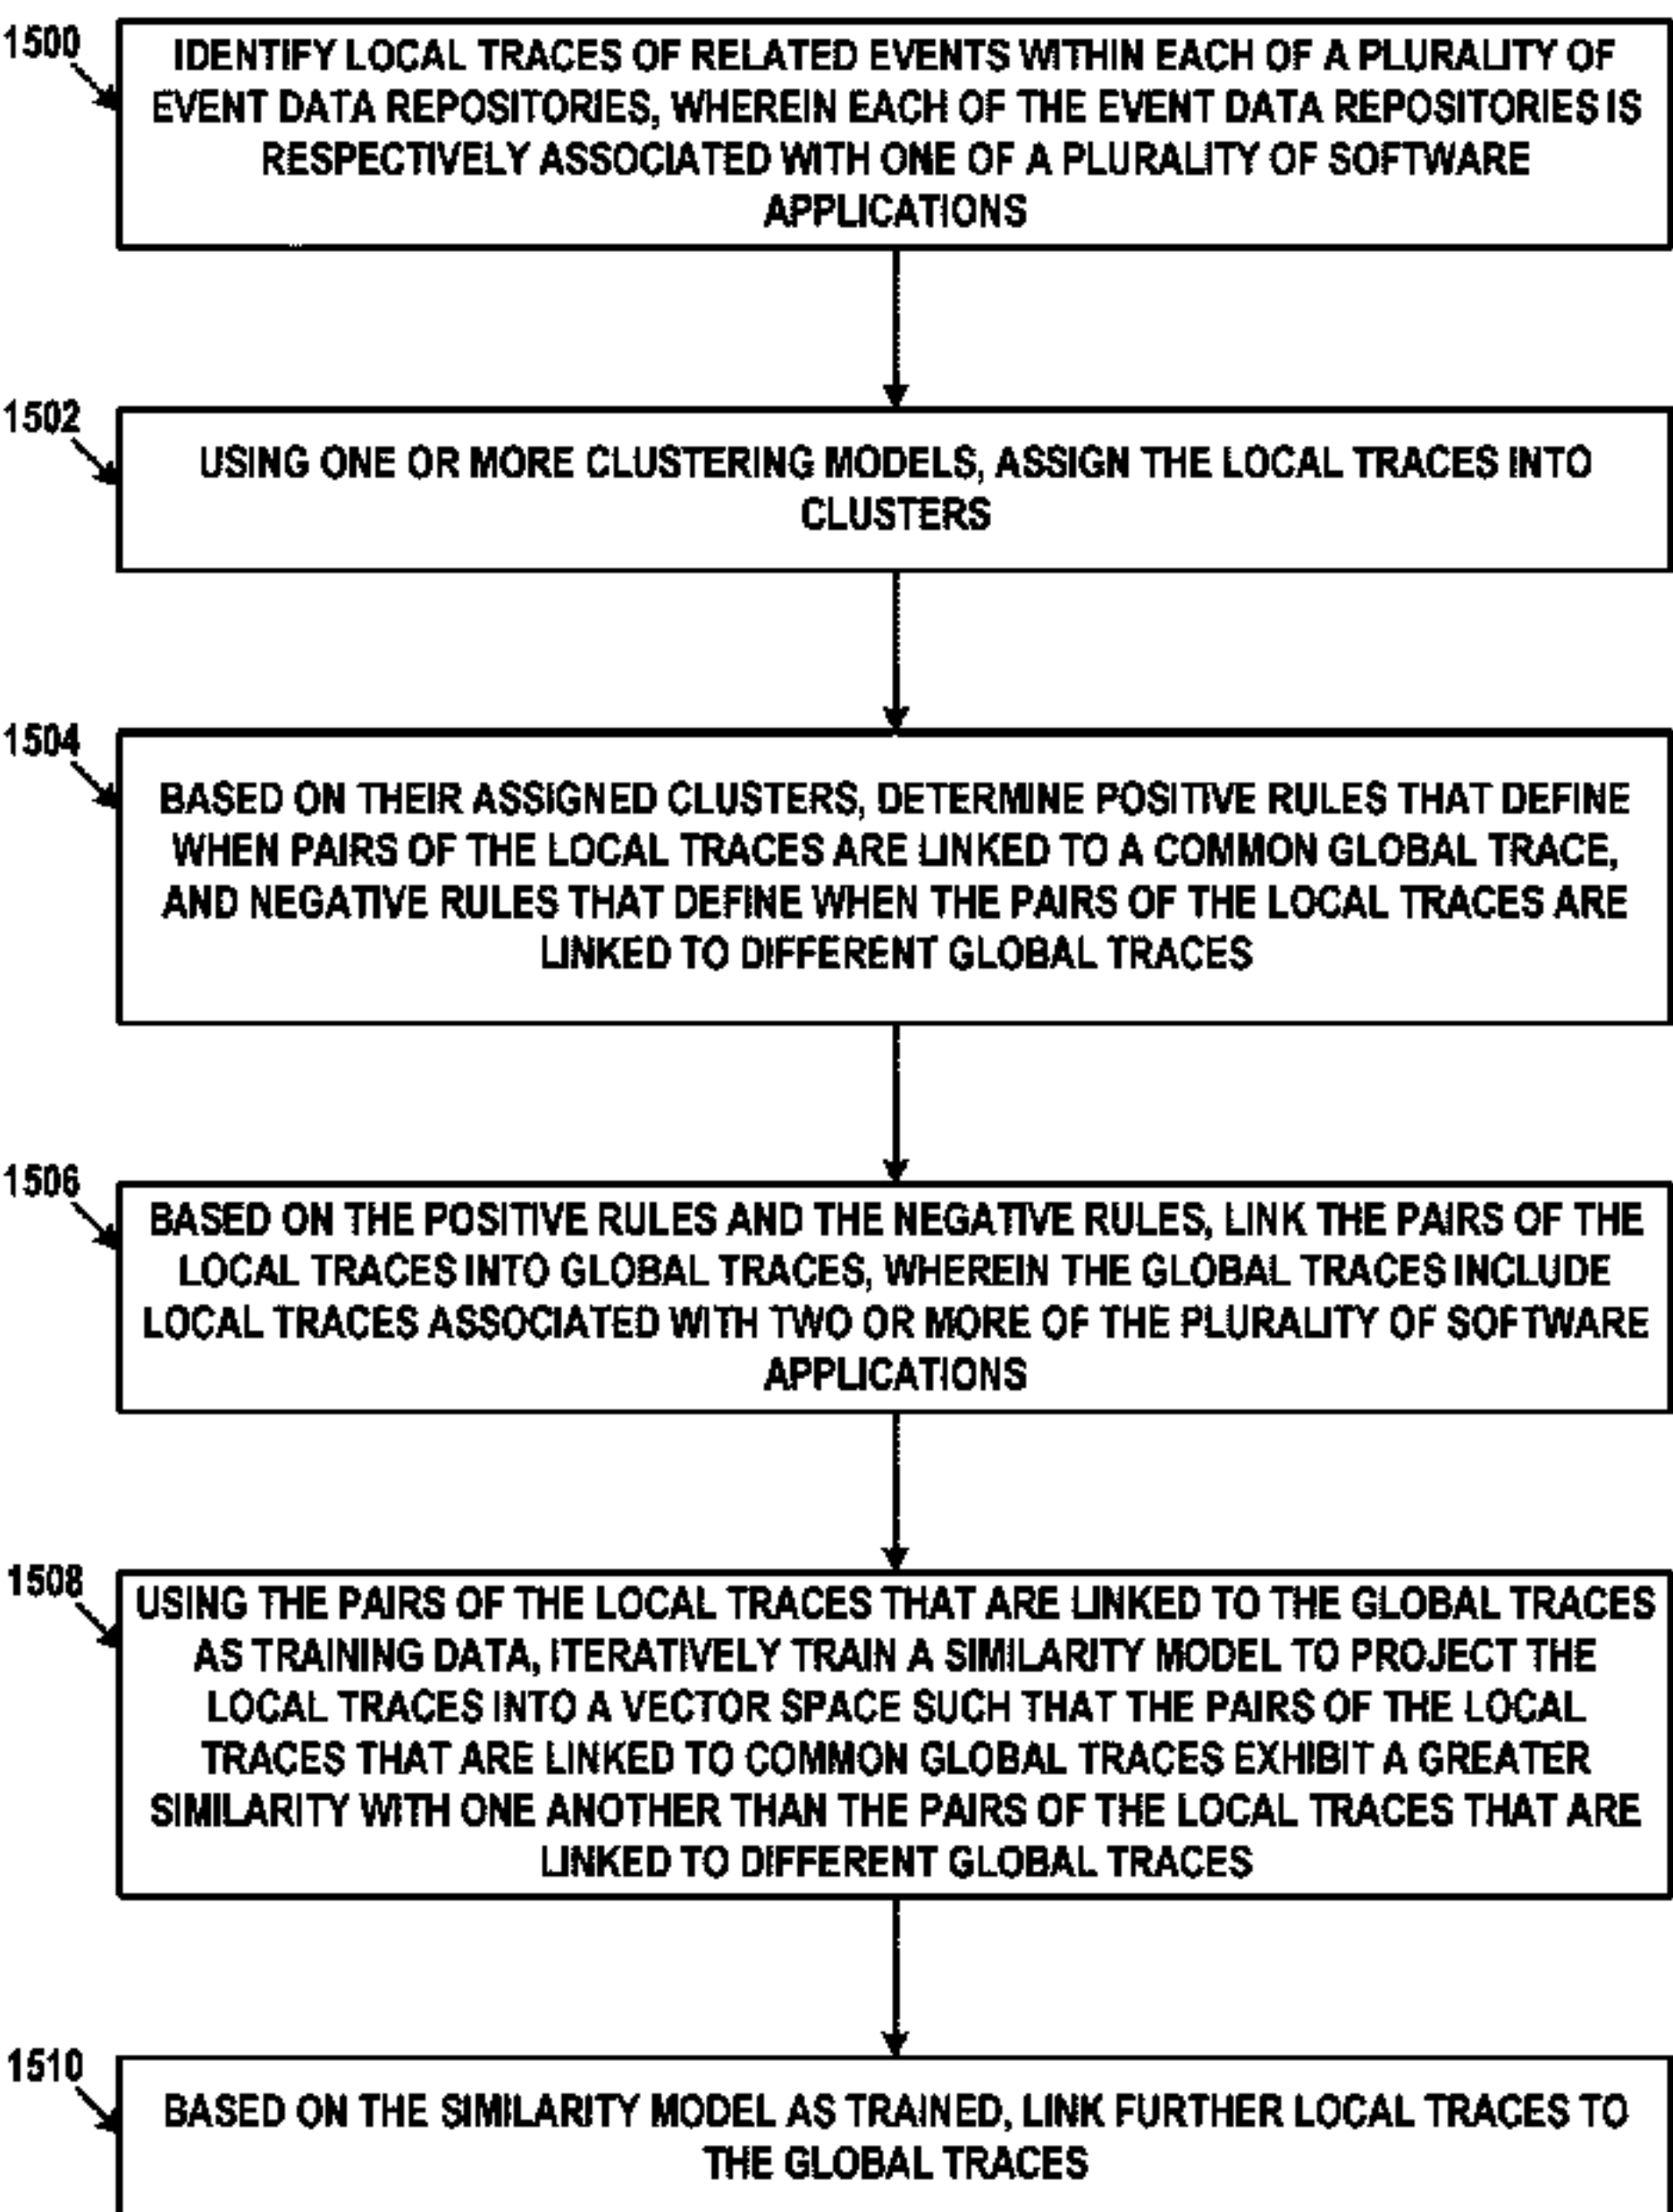 1500
IDENTIFY LOCAL TRACES OF RELATED EVENTS WITHIN EACH OF A PLURALITY OF
EVENT DATA REPOSITORIES, WHEREIN EACH OF THE EVENT DATA REPOSITORIES IS
RESPECTIVELY ASSOCIATED WITH ONE OF A PLURALITY OF SOFTWARE
APPLICATIONS
1502
USING ONE OR MORE CLUSTERING MODELS, ASSIGN THE LOCAL TRACES INTO
CLUSTERS
1504
BASED ON THEIR ASSIGNED CLUSTERS, DETERMINE POSITIVE RULES THAT DEFINE
WHEN PAIRS OF THE LOCAL TRACES ARE LINKED TO A COMMON GLOBAL TRACE,
AND NEGATIVE RULES THAT DEFINE WHEN THE PAIRS OF THE LOCAL TRACES ARE
LINKED TO DIFFERENT GLOBAL TRACES
1506
BASED ON THE POSITIVE RULES AND THE NEGATIVE RULES, LINK THE PAIRS OF THE
LOCAL TRACES INTO GLOBAL TRACES, WHEREIN THE GLOBAL TRACES INCLUDE
LOCAL TRACES ASSOCIATED WITH TWO OR MORE OF THE PLURALITY OF SOFTWARE
APPLICATIONS
1508
USING THE PAIRS OF THE LOCAL TRACES THAT ARE LINKED TO THE GLOBAL TRACES
AS TRAINING DATA, ITERATIVELY TRAIN A SIMILARITY MODEL TO PROJECT THE
LOCAL TRACES INTO A VECTOR SPACE SUCH THAT THE PAIRS OF THE LOCAL
TRACES THAT ARE LINKED TO COMMON GLOBAL TRACES EXHIBIT A GREATER
SIMILARITY WITH ONE ANOTHER THAN THE PAIRS OF THE LOCAL TRACES THAT ARE
LINKED TO DIFFERENT GLOBAL TRACES
1510
BASED ON THE SIMILARITY MODEL AS TRAINED, LINK FURTHER LOCAL TRACES TO
THE GLOBAL TRACES